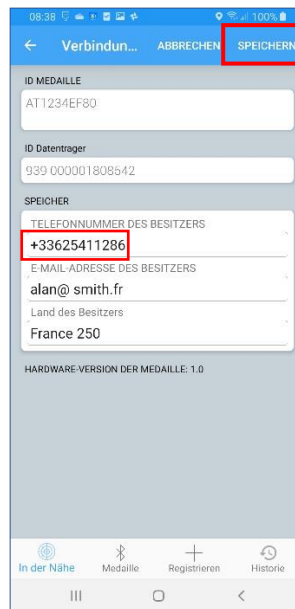 08:38 100%
Verbindun... ABBRECHEN SPEICHERN
ID MEDAILLE
AT1234EF80
ID Datentrager
939 000001808542
SPEICHER
TELEFONNUMMER DES BESITZERS
+33625411286
E-MAIL-ADRESSE DES BESITZERS
alan@ smith.fr
Land des Besitzers
France 250
HARDWARE-VERSION DER MEDAILLE: 1.0
In der Nähe Medaille Registrieren Historie